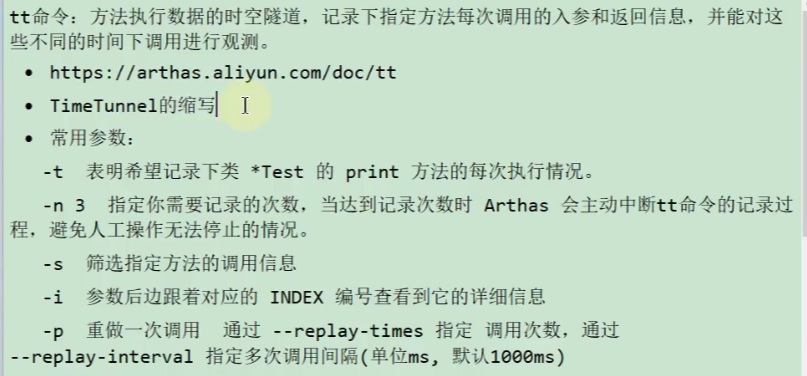 tt命令：方法执行数据的时空隧道，记录下指定方法每次调用的入参和返回信息，并能对这
些不同的时间下调用进行观测。
• https://arthas.aliyun.com/doc/tt
• TimeTunnel的缩写
• 常用参数：
-t 表明希望记录下类 *Test 的 print 方法的每次执行情况。
-n 3 指定你需要记录的次数，当达到记录次数时 Arthas 会主动中断tt命令的记录过
程，避免人工操作无法停止的情况。
-s 筛选指定方法的调用信息
-i 参数后边跟着对应的 INDEX 编号查看到它的详细信息
-p 重做一次调用 通过 --replay-times 指定 调用次数，通过
--replay-interval 指定多次调用间隔(单位ms, 默认1000ms)